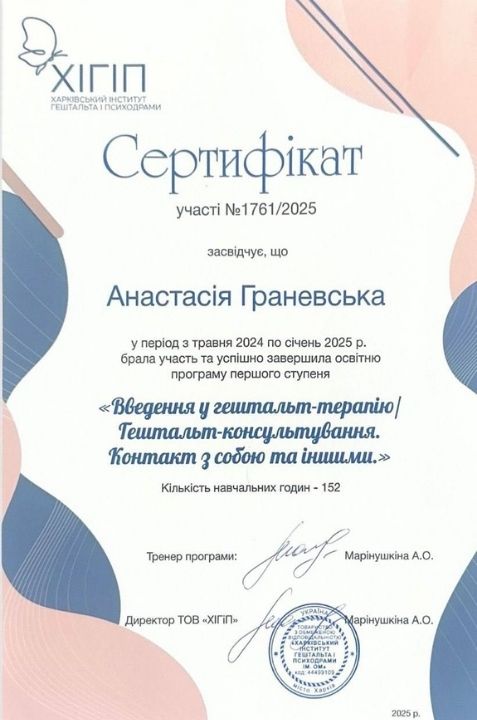 ХІГІП
ХАРКІВСЬКИЙ ІНСТИТУТ
ГЕШТАЛЬТА І ПСИХОДРАМИ
Сертифікат
участі №1761/2025
засвідчує, що
Анастасія Граневська
у період з травня 2024 по січень 2025 р.
брала участь та успішно завершила освітню
програму першого ступеня
«Введення у гештальт-терапію/
Гештальт-консультування.
Контакт з собою та іншими.»
Кількість навчальних годин - 152
Тренер програми: Марінушкіна А.О.
Директор ТОВ «ХІГіП» Марінушкіна А.О.
УКРАЇНА
ТОВАРИСТВО
З ОБМЕЖЕНОЮ
ВІДПОВІДАЛЬНІСТЮ
«ХАРКІВСЬКИЙ
ІНСТИТУТ
ГЕШТАЛЬТА І
ПСИХОДРАМИ
ІМ. ОМ»
код: 44493109
місто Харків
2025 р.